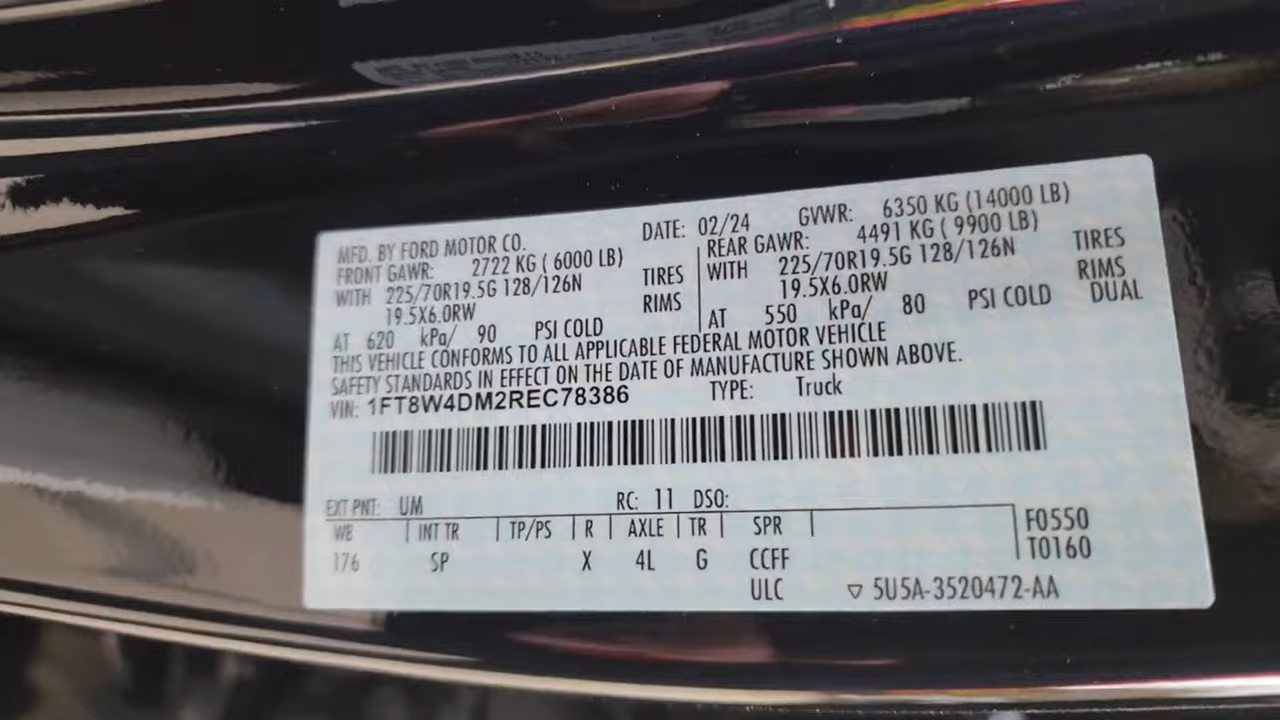 MFD. BY FORD MOTOR CO. DATE: 02/24 GVWR: 6350 KG (14000 LB)
FRONT GAWR: 2722 KG ( 6000 LB) REAR GAWR: 4491 KG ( 9900 LB)
WITH 225/70R19.5G 128/126N TIRES WITH 225/70R19.5G 128/126N TIRES
19.5X6.0RW RIMS 19.5X6.0RW RIMS
AT 620 kPa/ 90 PSI COLD AT 550 kPa/ 80 PSI COLD DUAL
THIS VEHICLE CONFORMS TO ALL APPLICABLE FEDERAL MOTOR VEHICLE
SAFETY STANDARDS IN EFFECT ON THE DATE OF MANUFACTURE SHOWN ABOVE.
VIN: 1FT8W4DM2REC78386 TYPE: Truck
EXT PNT: UM RC: 11 DSO:
WB INT TR TP/PS R AXLE TR SPR F0550
176 SP X 4L G CCFF T0160
ULC ▽ 5U5A-3520472-AA